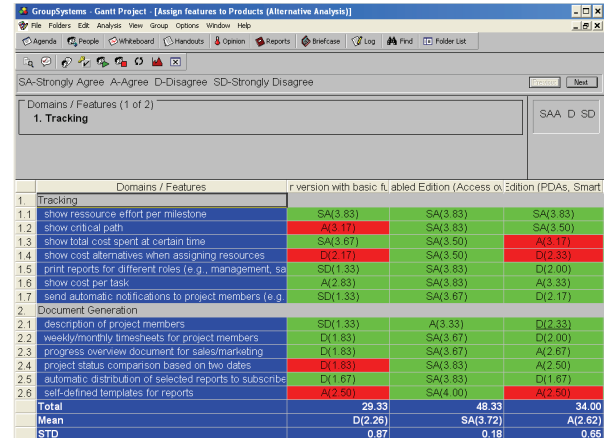 GroupSystems - Gantt Project - [Assign features to Products (Alternative Analysis)]
File Folders Edit Analysis View Group Options Window Help
Agenda People Whiteboard Handouts Opinion Reports Briefcase Log Find Folder List
SA-Strongly Agree A-Agree D-Disagree SD-Strongly Disagree
Previous Next
Domains / Features (1 of 2)
1. Tracking
SAA D SD
Domains / Features r version with basic fu abled Edition (Access ov Edition (PDAs, Smart
1. Tracking
1.1 show ressource effort per milestone SA(3.83) SA(3.83) SA(3.83)
1.2 show critical path A(3.17) SA(3.83) SA(3.50)
1.3 show total cost spent at certain time SA(3.67) SA(3.50) A(3.17)
1.4 show cost alternatives when assigning resources D(2.17) SA(3.50) D(2.33)
1.5 print reports for different roles (e.g., management, sa SD(1.33) SA(3.83) D(2.00)
1.6 show cost per task A(2.83) SA(3.83) A(3.33)
1.7 send automatic notifications to project members (e.g. SD(1.33) SA(3.67) D(2.17)
2. Document Generation
2.1 description of project members SD(1.33) A(3.33) D(2.33)
2.2 weekly/monthly timesheets for project members D(1.83) SA(3.67) D(2.00)
2.3 progress overview document for sales/marketing D(1.83) SA(3.67) A(2.67)
2.4 project status comparison based on two dates D(1.83) SA(3.83) A(2.50)
2.5 automatic distribution of selected reports to subscribe D(1.67) SA(3.83) D(1.67)
2.6 self-defined templates for reports A(2.50) SA(4.00) A(2.50)
Total 29.33 48.33 34.00
Mean D(2.26) SA(3.72) A(2.62)
STD 0.87 0.18 0.65